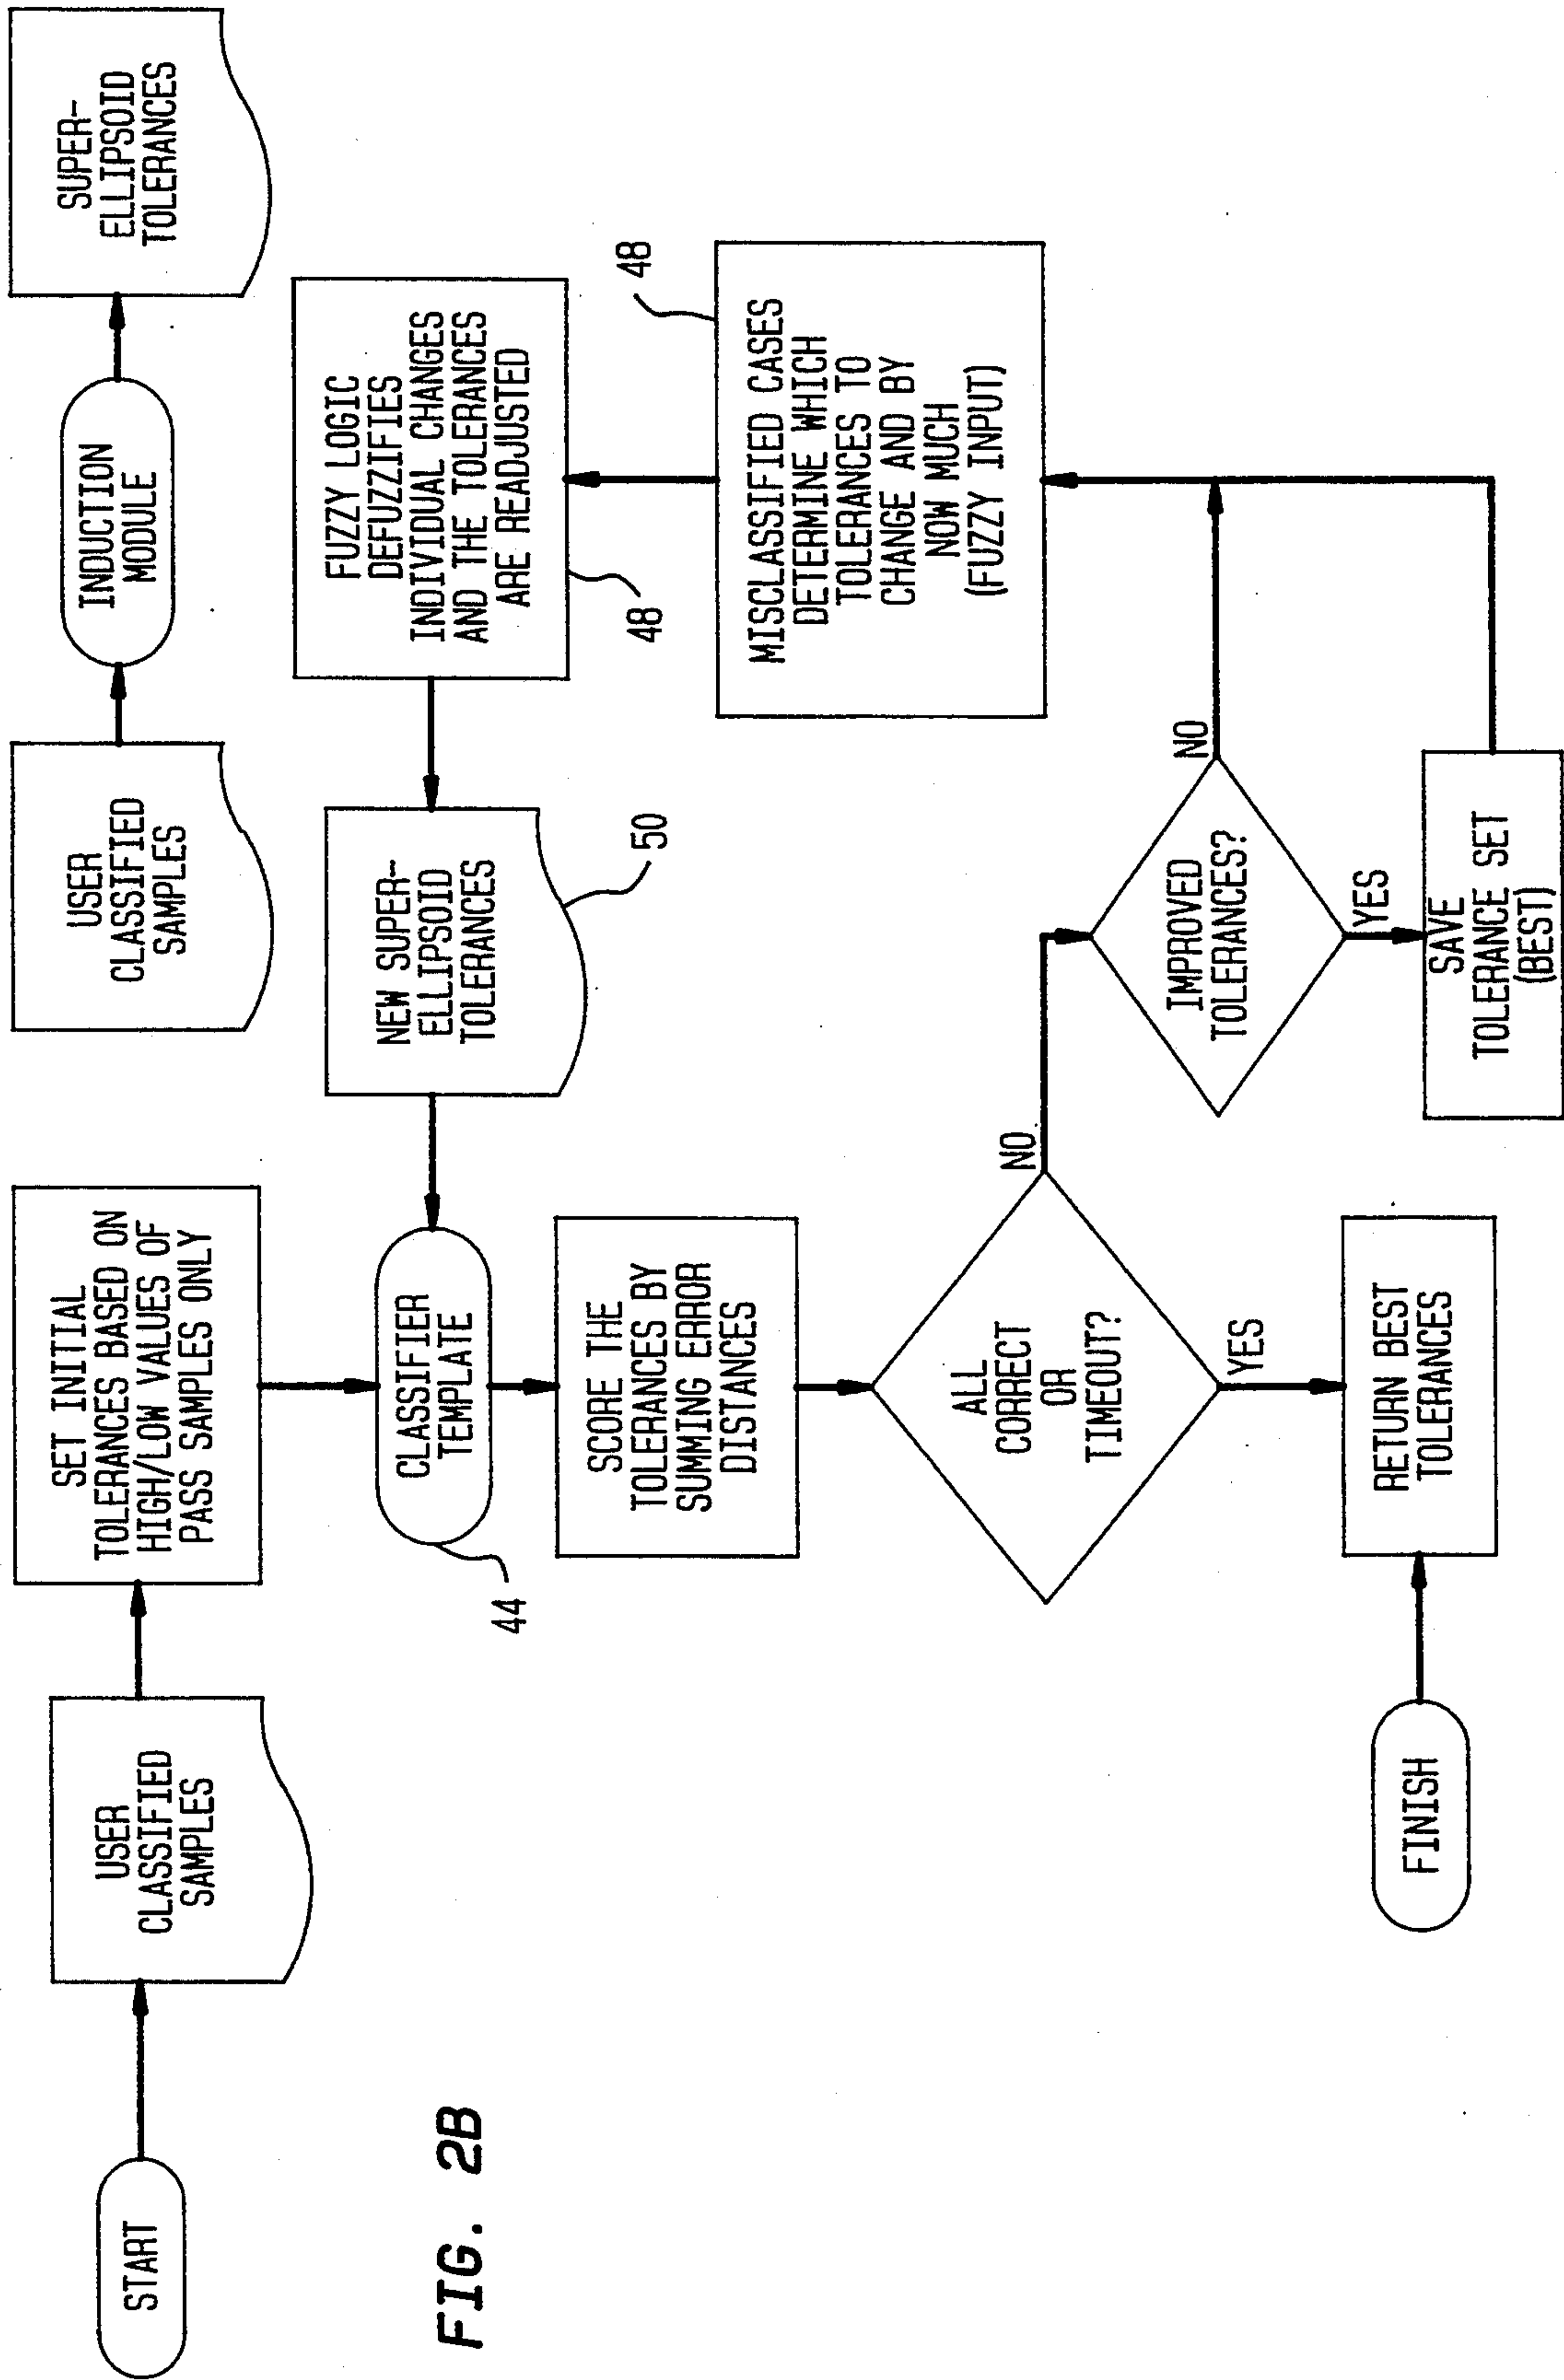 USER
CLASSIFIED
SAMPLES
INDUCTION
MODULE
SUPER-
ELLIPSOID
TOLERANCES
START
USER
CLASSIFIED
SAMPLES
SET INITIAL
TOLERANCES BASED ON
HIGH/LOW VALUES OF
PASS SAMPLES ONLY
CLASSIFIER
TEMPLATE
44
NEW SUPER-
ELLIPSOID
TOLERANCES
50
FUZZY LOGIC
DEFUZZIFIES
INDIVIDUAL CHANGES
AND THE TOLERANCES
ARE READJUSTED
48
SCORE THE
TOLERANCES BY
SUMMING ERROR
DISTANCES
48
MISCLASSIFIED CASES
DETERMINE WHICH
TOLERANCES TO
CHANGE AND BY
NOW MUCH
(FUZZY INPUT)
ALL
CORRECT
OR
TIMEOUT?
NO
YES
IMPROVED
TOLERANCES?
NO
YES
SAVE
TOLERANCE SET
(BEST)
RETURN BEST
TOLERANCES
FINISH
FIG. 2B